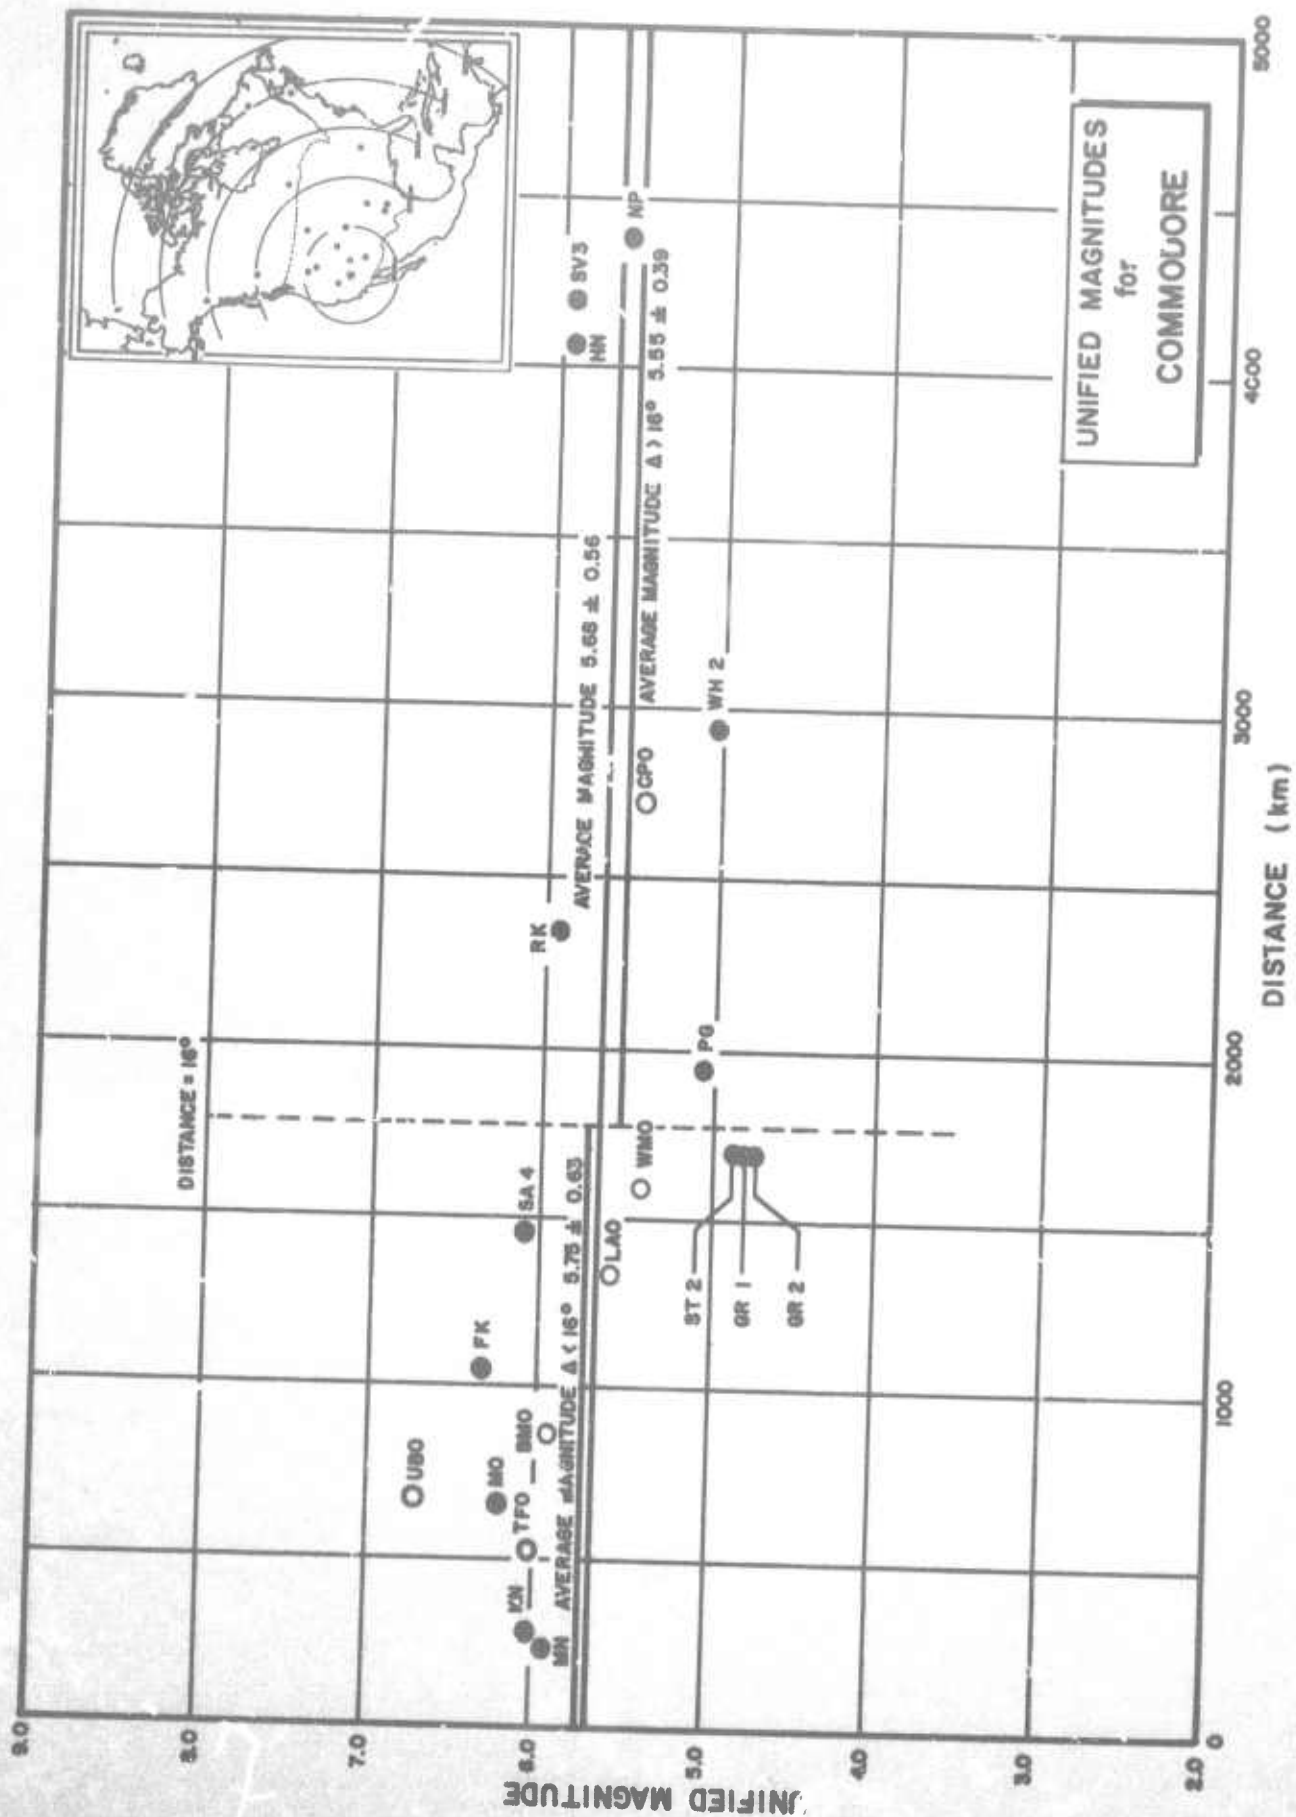 UNIFIED MAGNITUDES
for
COMMODORE
9.0
8.0
7.0
6.0
5.0
4.0
3.0
2.0
UNIFIED MAGNITUDE
0
1000
2000
3000
4000
5000
DISTANCE (km)
DISTANCE = 16°
AVERAGE MAGNITUDE Δ < 16° 5.75 ± 0.63
AVERAGE MAGNITUDE 5.68 ± 0.56
AVERAGE MAGNITUDE Δ > 16° 5.55 ± 0.39
MN
KN
TFO
MO
UBO
BMO
FK
SA 4
LAO
WMO
ST 2
GR 1
GR 2
PG
RK
CPO
WH 2
HN
SV3
NP